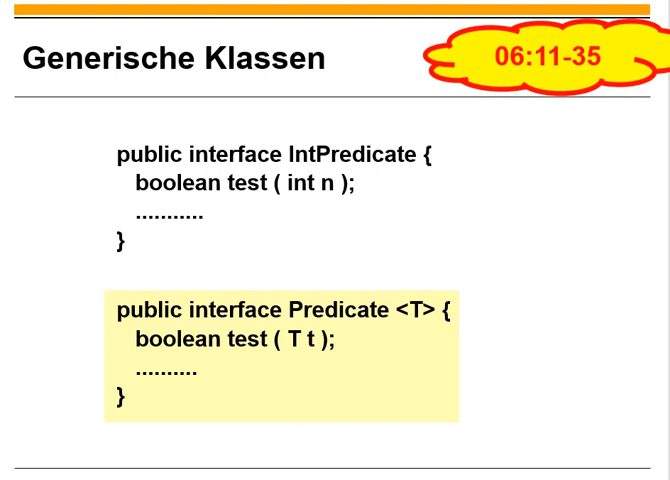 Generische Klassen
06:11-35
public interface IntPredicate {
boolean test ( int n );
...........
}
public interface Predicate <T> {
boolean test ( T t );
..........
}